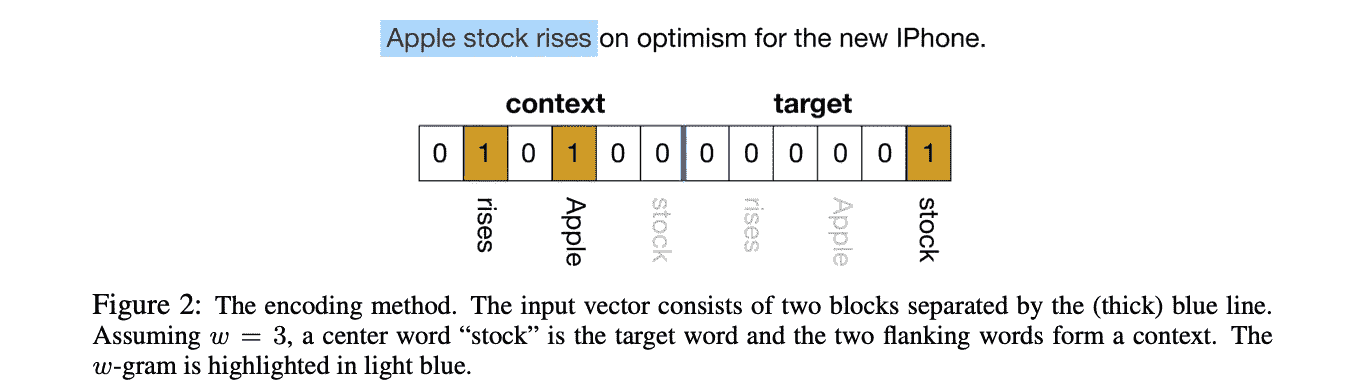 Apple stock rises on optimism for the new IPhone.
context target
0 1 0 1 0 0 0 0 0 0 0 1
rises Apple stock rises Apple stock
Figure 2: The encoding method. The input vector consists of two blocks separated by the (thick) blue line.
Assuming w = 3, a center word “stock” is the target word and the two flanking words form a context. The
w-gram is highlighted in light blue.